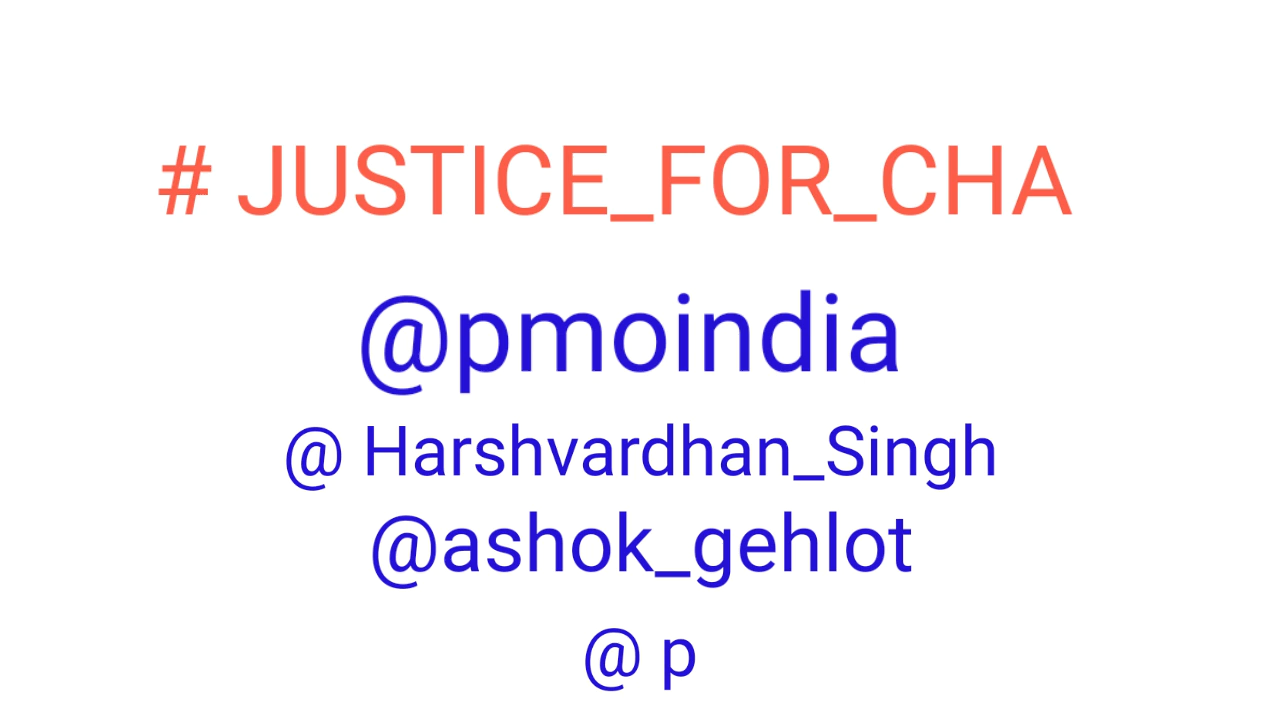 # JUSTICE_FOR_CHA
@pmoindia
@ Harshvardhan_Singh
@ashok_gehlot
@ p